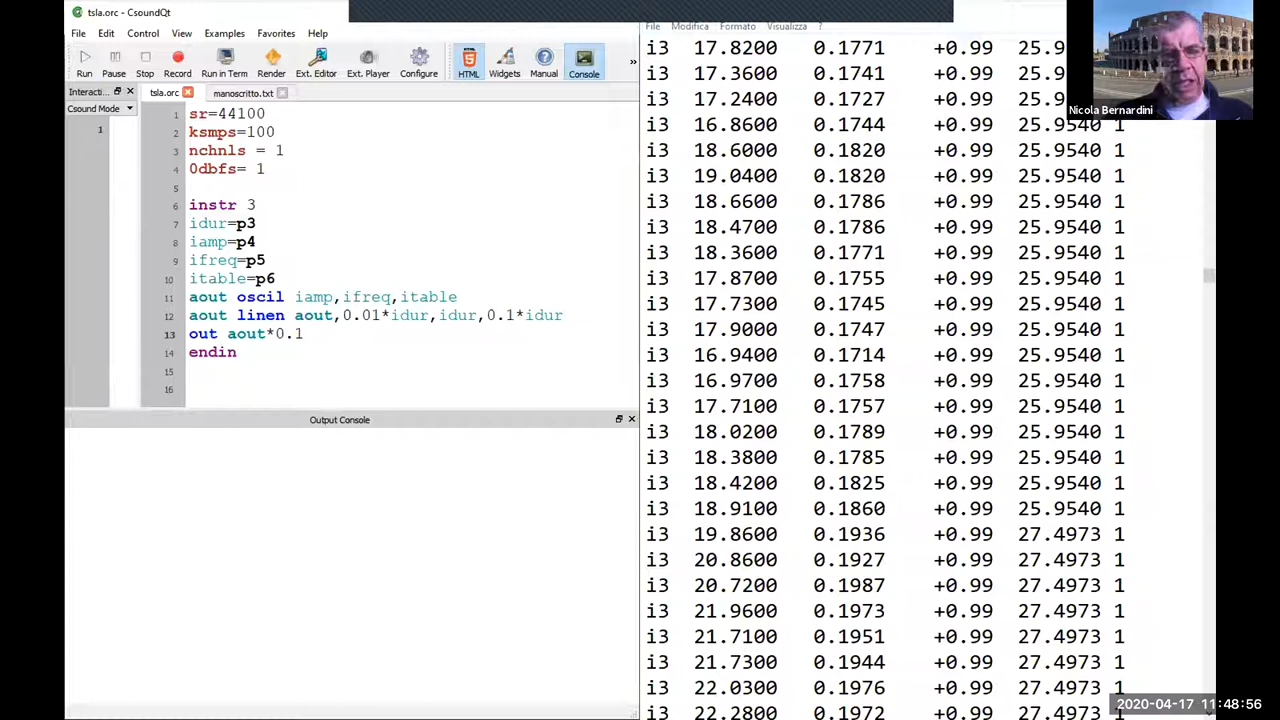 tsla.orc - CsoundQt
File Edit Control View Examples Favorites Help
Run Pause Stop Record Run in Term Render Ext. Editor Ext. Player Configure HTML Widgets Manual Console »
Interacti...
Csound Mode
1
tsla.orc manoscritto.txt
1 sr=44100
2 ksmps=100
3 nchnls = 1
4 0dbfs= 1
5
6 instr 3
7 idur=p3
8 iamp=p4
9 ifreq=p5
10 itable=p6
11 aout oscil iamp,ifreq,itable
12 aout linen aout,0.01*idur,idur,0.1*idur
13 out aout*0.1
14 endin
15
16
Output Console
File Modifica Formato Visualizza ?
i3 17.8200 0.1771 +0.99 25.9
i3 17.3600 0.1741 +0.99 25.9
i3 17.2400 0.1727 +0.99 25.9
i3 16.8600 0.1744 +0.99 25.9540 1
i3 18.6000 0.1820 +0.99 25.9540 1
i3 19.0400 0.1820 +0.99 25.9540 1
i3 18.6600 0.1786 +0.99 25.9540 1
i3 18.4700 0.1786 +0.99 25.9540 1
i3 18.3600 0.1771 +0.99 25.9540 1
i3 17.8700 0.1755 +0.99 25.9540 1
i3 17.7300 0.1745 +0.99 25.9540 1
i3 17.9000 0.1747 +0.99 25.9540 1
i3 16.9400 0.1714 +0.99 25.9540 1
i3 16.9700 0.1758 +0.99 25.9540 1
i3 17.7100 0.1757 +0.99 25.9540 1
i3 18.0200 0.1789 +0.99 25.9540 1
i3 18.3800 0.1785 +0.99 25.9540 1
i3 18.4200 0.1825 +0.99 25.9540 1
i3 18.9100 0.1860 +0.99 25.9540 1
i3 19.8600 0.1936 +0.99 27.4973 1
i3 20.8600 0.1927 +0.99 27.4973 1
i3 20.7200 0.1987 +0.99 27.4973 1
i3 21.9600 0.1973 +0.99 27.4973 1
i3 21.7100 0.1951 +0.99 27.4973 1
i3 21.7300 0.1944 +0.99 27.4973 1
i3 22.0300 0.1976 +0.99 27.4973 1
i3 22.2800 0.1972 +0.99 27.4973 1
Nicola Bernardini
2020-04-17 11:48:56